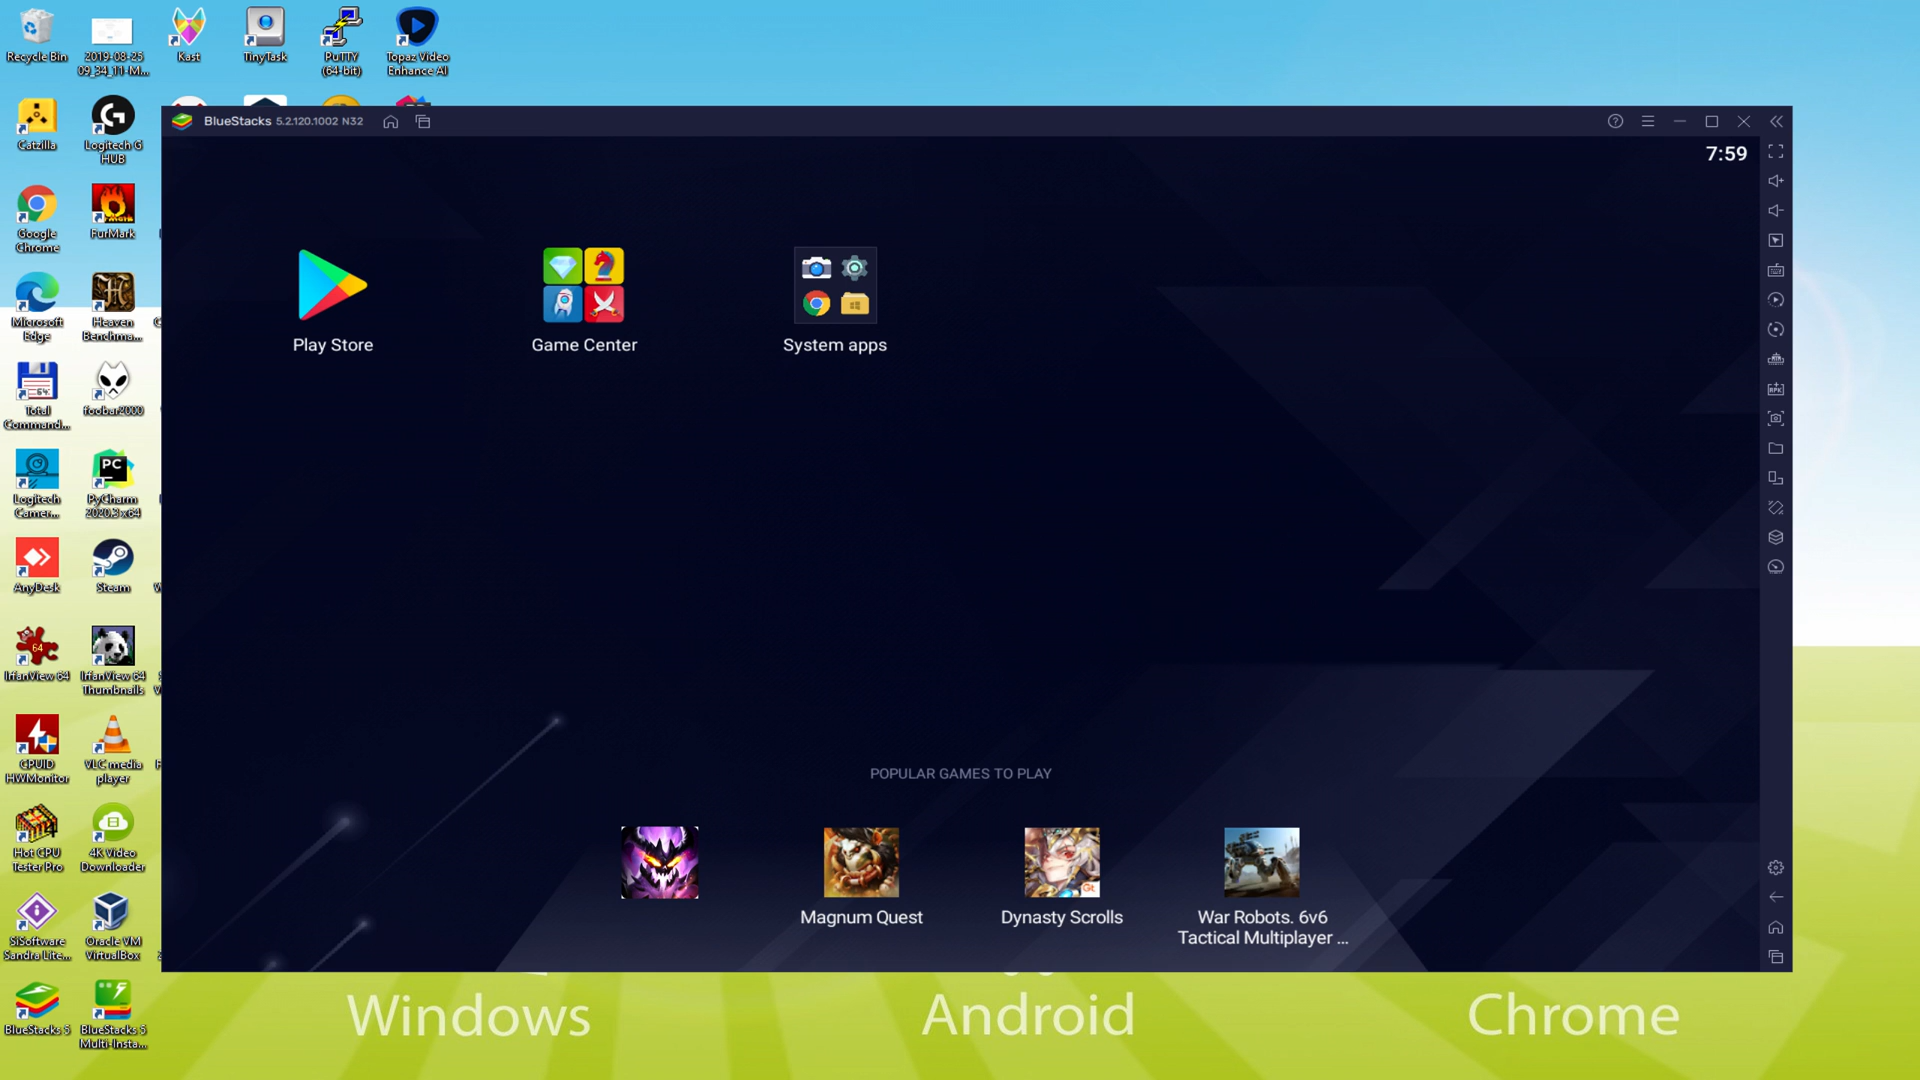 Recycle Bin
2019-08-25
09_34_11-M...
Kast
TinyTask
PuTTY
(64-bit)
Topaz Video
Enhance AI
BlueStacks 5.2.120.1002 N32
7:59
Catzilla
Logitech G
HUB
Google
Chrome
FurMark
Microsoft
Edge
Heaven
Benchma...
Total
Command...
foobar2000
Logitech
Camer...
PyCharm
2020.3 x64
AnyDesk
Steam
IrfanView 64
IrfanView 64
Thumbnails
CPUID
HWMonitor
VLC media
player
Hot CPU
Tester Pro
4K Video
Downloader
SiSoftware
Sandra Lite...
Oracle VM
VirtualBox
BlueStacks 5
BlueStacks 5
Multi-Insta...
Play Store
Game Center
System apps
POPULAR GAMES TO PLAY
Magnum Quest
Dynasty Scrolls
War Robots. 6v6
Tactical Multiplayer ...
Windows
Android
Chrome